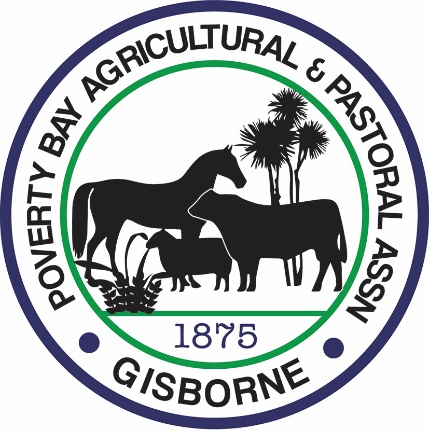 POVERTY BAY AGRICULTURAL & PASTORAL ASSN
1875
GISBORNE